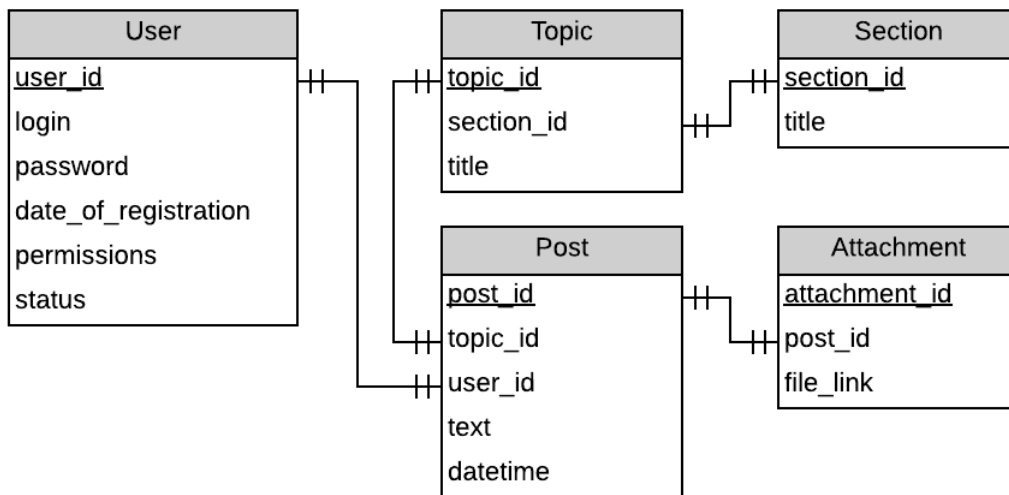 User
user_id
login
password
date_of_registration
permissions
status
Topic
topic_id
section_id
title
Section
section_id
title
Post
post_id
topic_id
user_id
text
datetime
Attachment
attachment_id
post_id
file_link